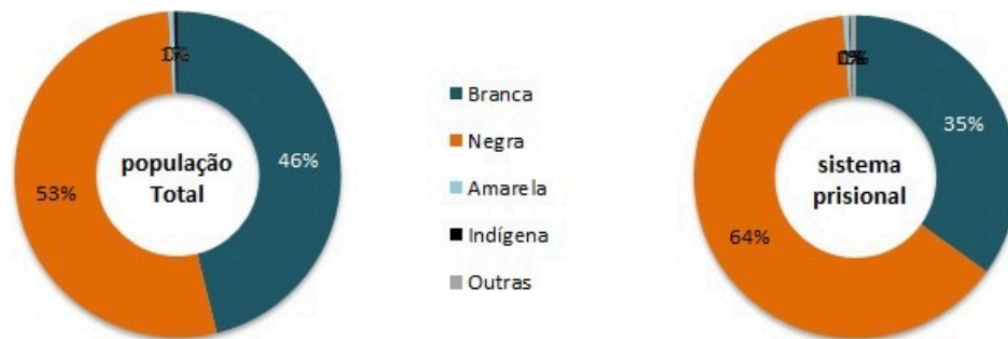 população
Total
46%
53%
Branca
Negra
Amarela
Indígena
Outras
sistema
prisional
35%
64%